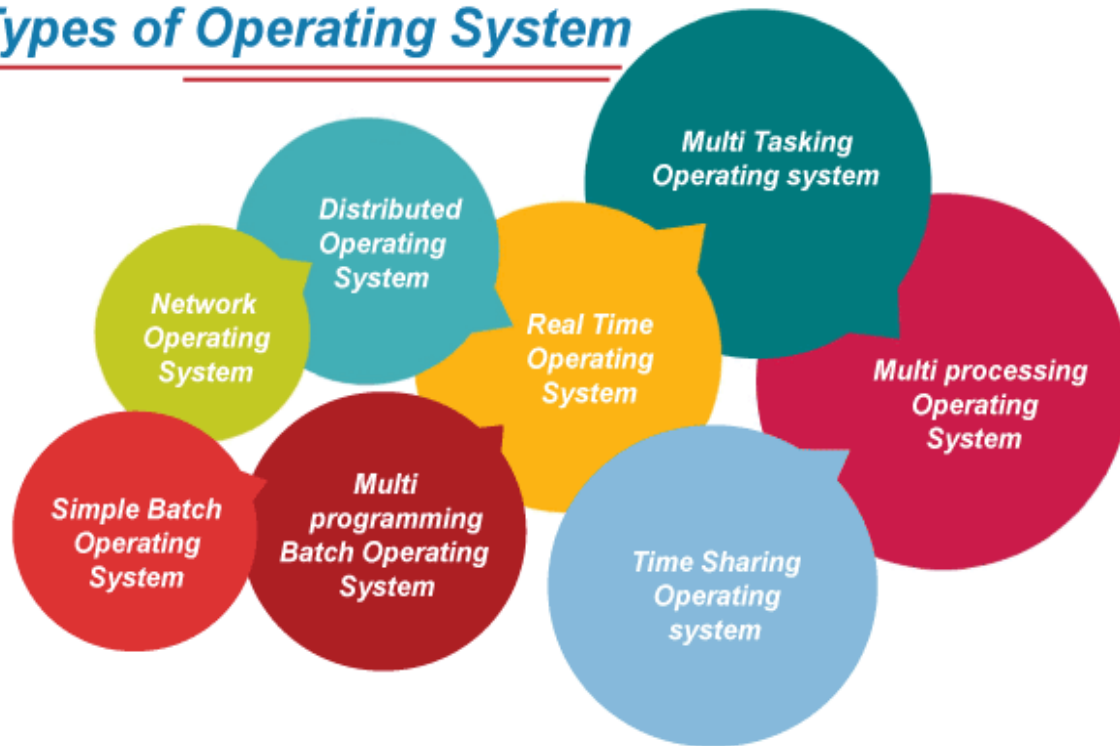 ypes of Operating System
Multi Tasking
Operating system
Distributed
Operating
System
Network
Operating
System
Real Time
Operating
System
Multi processing
Operating
System
Simple Batch
Operating
System
Multi
programming
Batch Operating
System
Time Sharing
Operating
system